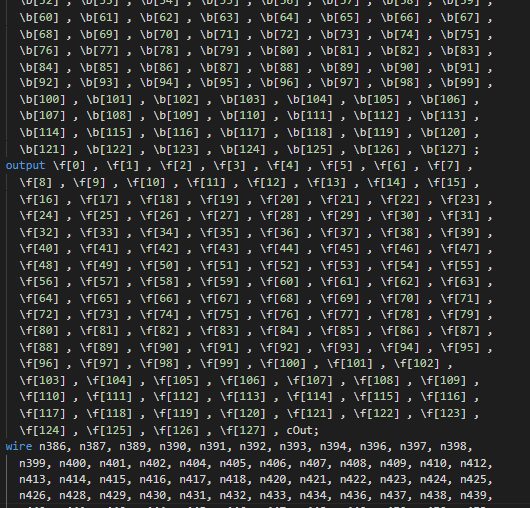 \b[60] , \b[61] , \b[62] , \b[63] , \b[64] , \b[65] , \b[66] , \b[67] ,
\b[68] , \b[69] , \b[70] , \b[71] , \b[72] , \b[73] , \b[74] , \b[75] ,
\b[76] , \b[77] , \b[78] , \b[79] , \b[80] , \b[81] , \b[82] , \b[83] ,
\b[84] , \b[85] , \b[86] , \b[87] , \b[88] , \b[89] , \b[90] , \b[91] ,
\b[92] , \b[93] , \b[94] , \b[95] , \b[96] , \b[97] , \b[98] , \b[99] ,
\b[100] , \b[101] , \b[102] , \b[103] , \b[104] , \b[105] , \b[106] ,
\b[107] , \b[108] , \b[109] , \b[110] , \b[111] , \b[112] , \b[113] ,
\b[114] , \b[115] , \b[116] , \b[117] , \b[118] , \b[119] , \b[120] ,
\b[121] , \b[122] , \b[123] , \b[124] , \b[125] , \b[126] , \b[127] ;
output \f[0] , \f[1] , \f[2] , \f[3] , \f[4] , \f[5] , \f[6] , \f[7] ,
\f[8] , \f[9] , \f[10] , \f[11] , \f[12] , \f[13] , \f[14] , \f[15] ,
\f[16] , \f[17] , \f[18] , \f[19] , \f[20] , \f[21] , \f[22] , \f[23] ,
\f[24] , \f[25] , \f[26] , \f[27] , \f[28] , \f[29] , \f[30] , \f[31] ,
\f[32] , \f[33] , \f[34] , \f[35] , \f[36] , \f[37] , \f[38] , \f[39] ,
\f[40] , \f[41] , \f[42] , \f[43] , \f[44] , \f[45] , \f[46] , \f[47] ,
\f[48] , \f[49] , \f[50] , \f[51] , \f[52] , \f[53] , \f[54] , \f[55] ,
\f[56] , \f[57] , \f[58] , \f[59] , \f[60] , \f[61] , \f[62] , \f[63] ,
\f[64] , \f[65] , \f[66] , \f[67] , \f[68] , \f[69] , \f[70] , \f[71] ,
\f[72] , \f[73] , \f[74] , \f[75] , \f[76] , \f[77] , \f[78] , \f[79] ,
\f[80] , \f[81] , \f[82] , \f[83] , \f[84] , \f[85] , \f[86] , \f[87] ,
\f[88] , \f[89] , \f[90] , \f[91] , \f[92] , \f[93] , \f[94] , \f[95] ,
\f[96] , \f[97] , \f[98] , \f[99] , \f[100] , \f[101] , \f[102] ,
\f[103] , \f[104] , \f[105] , \f[106] , \f[107] , \f[108] , \f[109] ,
\f[110] , \f[111] , \f[112] , \f[113] , \f[114] , \f[115] , \f[116] ,
\f[117] , \f[118] , \f[119] , \f[120] , \f[121] , \f[122] , \f[123] ,
\f[124] , \f[125] , \f[126] , \f[127] , cOut;
wire n386, n387, n389, n390, n391, n392, n393, n394, n396, n397, n398,
n399, n400, n401, n402, n404, n405, n406, n407, n408, n409, n410, n412,
n413, n414, n415, n416, n417, n418, n420, n421, n422, n423, n424, n425,
n426, n428, n429, n430, n431, n432, n433, n434, n436, n437, n438, n439,